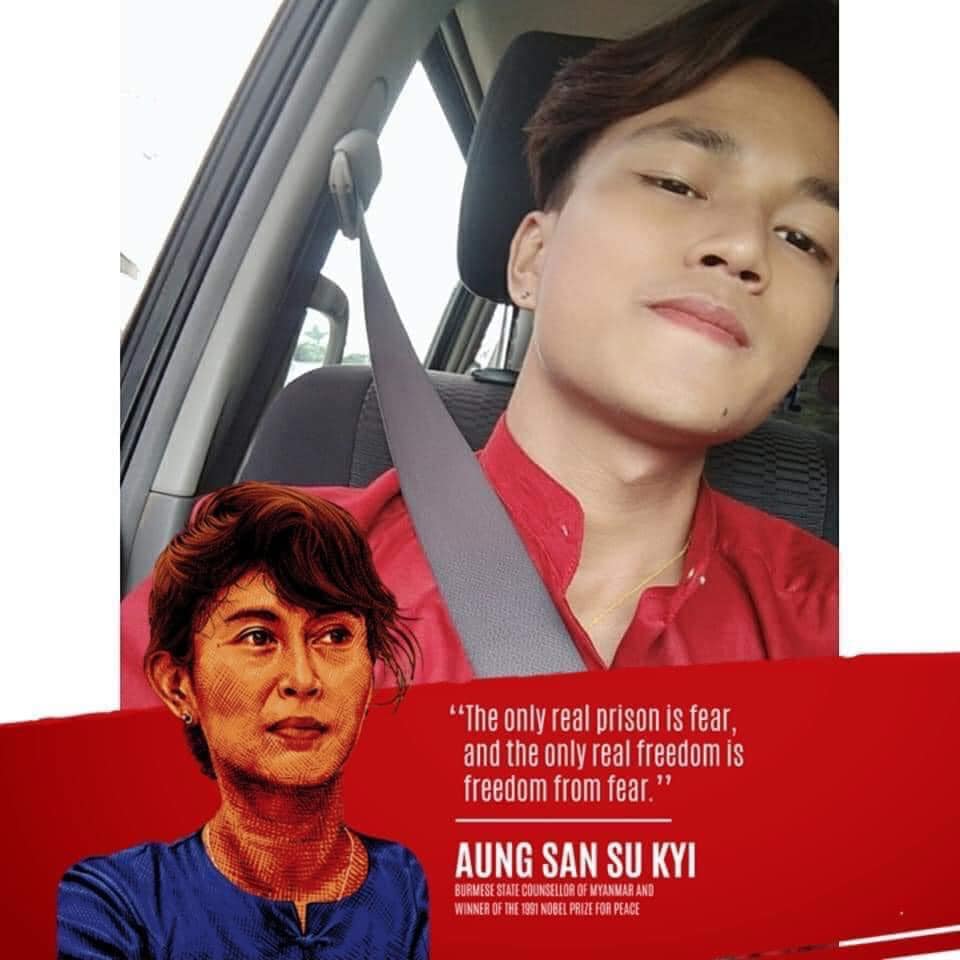 “The only real prison is fear,
and the only real freedom is
freedom from fear.”
AUNG SAN SU KYI
BURMESE STATE COUNSELLOR OF MYANMAR AND
WINNER OF THE 1991 NOBEL PRIZE FOR PEACE